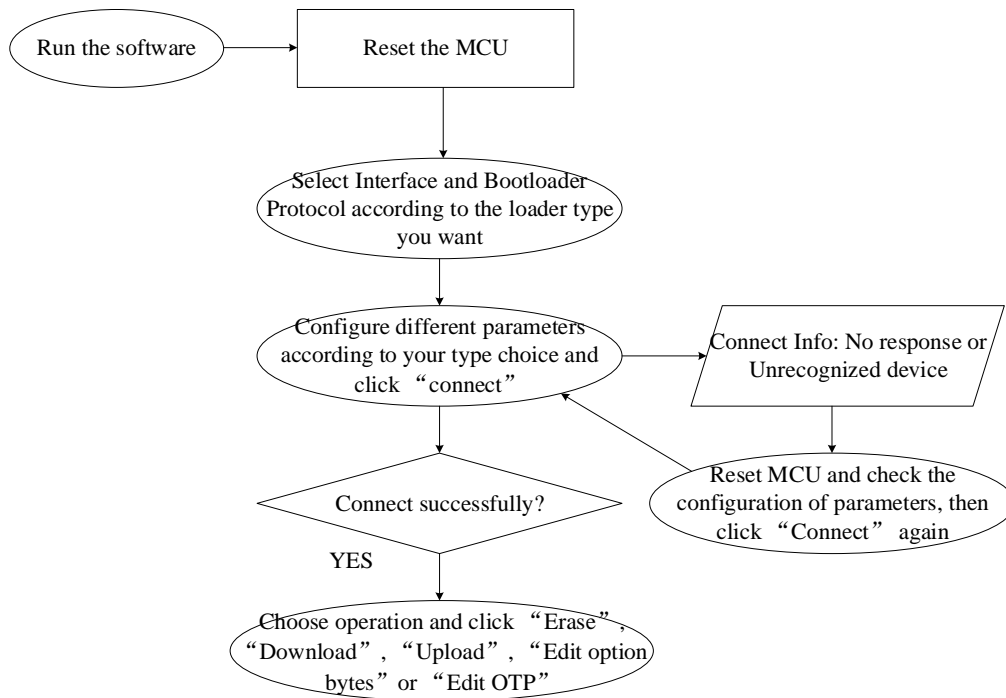 Run the software
Reset the MCU
Select Interface and Bootloader
Protocol according to the loader type
you want
Configure different parameters
according to your type choice and
click “connect”
Connect Info: No response or
Unrecognized device
Reset MCU and check the
configuration of parameters, then
click “Connect” again
Connect successfully?
YES
Choose operation and click “Erase”,
“Download”, “Upload”, “Edit option
bytes” or “Edit OTP”